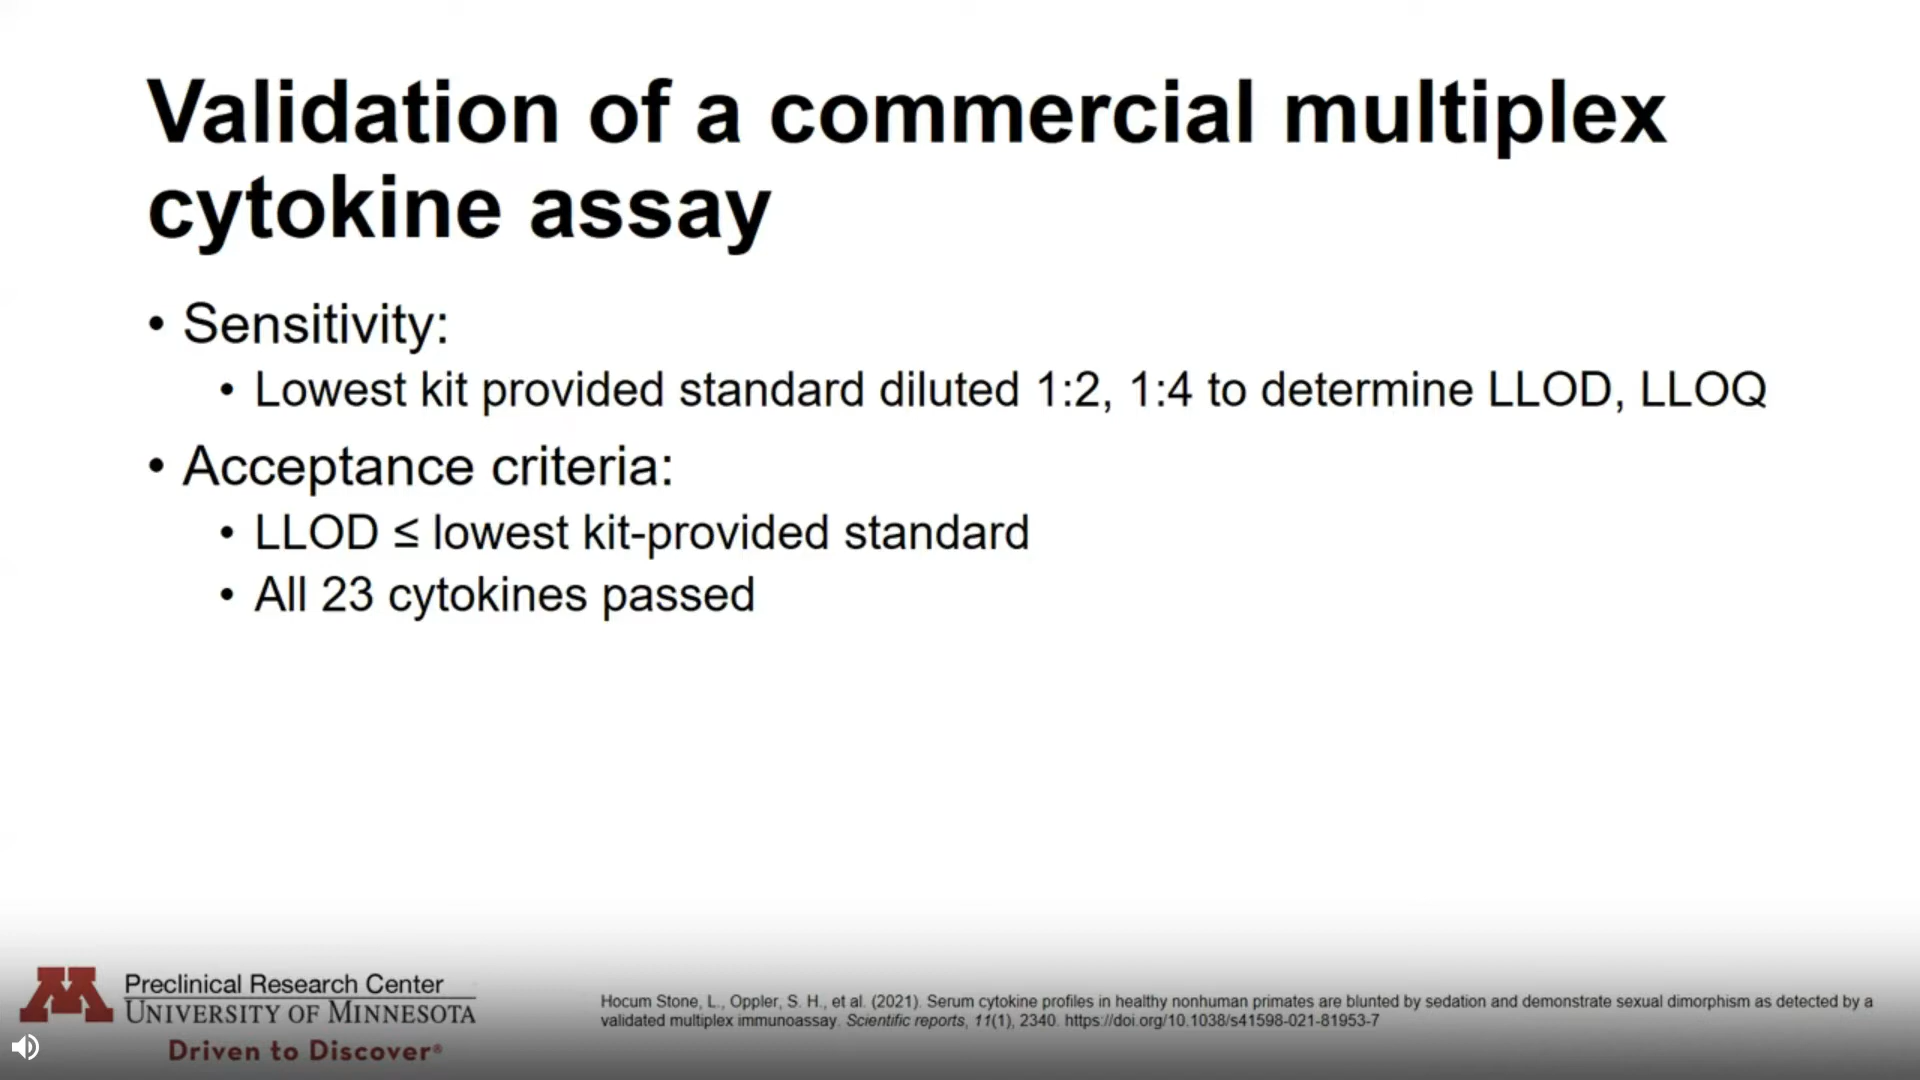 Validation of a commercial multiplex
cytokine assay
• Sensitivity:
• Lowest kit provided standard diluted 1:2, 1:4 to determine LLOD, LLOQ
• Acceptance criteria:
• LLOD ≤ lowest kit-provided standard
• All 23 cytokines passed
M
Preclinical Research Center
UNIVERSITY OF MINNESOTA
Driven to Discover®
Hocum Stone, L., Oppler, S. H., et al. (2021). Serum cytokine profiles in healthy nonhuman primates are blunted by sedation and demonstrate sexual dimorphism as detected by a
validated multiplex immunoassay. Scientific reports, 11(1), 2340. https://doi.org/10.1038/s41598-021-81953-7